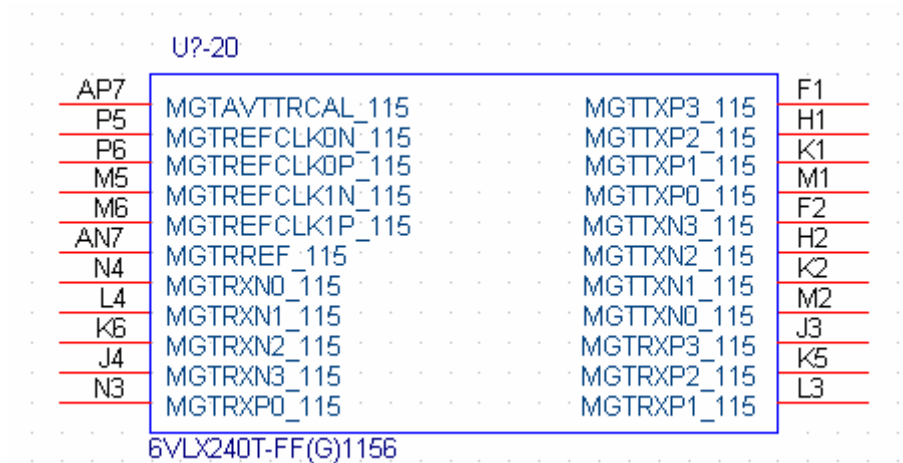 U?-20
AP7 MGTAVTTRCAL_115 MGTTXP3_115 F1
P5 MGTREFCLK0N_115 MGTTXP2_115 H1
P6 MGTREFCLK0P_115 MGTTXP1_115 K1
M5 MGTREFCLK1N_115 MGTTXP0_115 M1
M6 MGTREFCLK1P_115 MGTTXN3_115 F2
AN7 MGTRREF_115 MGTTXN2_115 H2
N4 MGTRXN0_115 MGTTXN1_115 K2
L4 MGTRXN1_115 MGTTXN0_115 M2
K6 MGTRXN2_115 MGTRXP3_115 J3
J4 MGTRXN3_115 MGTRXP2_115 K5
N3 MGTRXP0_115 MGTRXP1_115 L3
6VLX240T-FF(G)1156